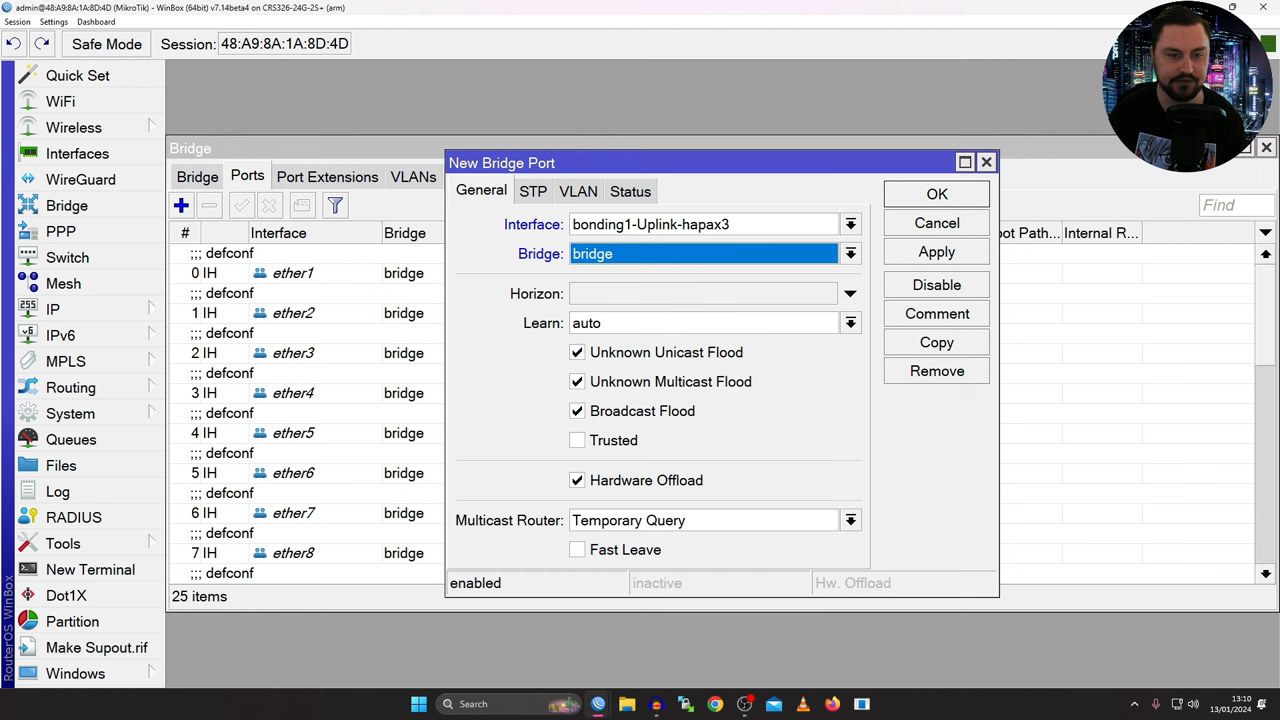 admin@48:A9:8A:1A:8D:4D (MikroTik) - WinBox (64bit) v7.14beta4 on CRS326-24G-2S+ (arm)
Session Settings Dashboard
Safe Mode Session: 48:A9:8A:1A:8D:4D
Quick Set
WiFi
Wireless
Interfaces
WireGuard
Bridge
PPP
Switch
Mesh
255
IP
v6
IPv6
MPLS
Routing
System
Queues
Files
Log
RADIUS
Tools
New Terminal
Dot1X
Partition
Make Supout.rif
Windows
RouterOS WinBox
Bridge
Bridge Ports Port Extensions VLANs
Find
# Interface Bridge
;;; defconf
0 IH ether1 bridge
;;; defconf
1 IH ether2 bridge
;;; defconf
2 IH ether3 bridge
;;; defconf
3 IH ether4 bridge
;;; defconf
4 IH ether5 bridge
;;; defconf
5 IH ether6 bridge
;;; defconf
6 IH ether7 bridge
;;; defconf
7 IH ether8 bridge
;;; defconf
25 items
ot Path... Internal R...
New Bridge Port
General STP VLAN Status
Interface: bonding1-Uplink-hapax3
Bridge: bridge
Horizon:
Learn: auto
Unknown Unicast Flood
Unknown Multicast Flood
Broadcast Flood
Trusted
Hardware Offload
Multicast Router: Temporary Query
Fast Leave
enabled inactive Hw. Offload
OK
Cancel
Apply
Disable
Comment
Copy
Remove
Search
13:10
13/01/2024